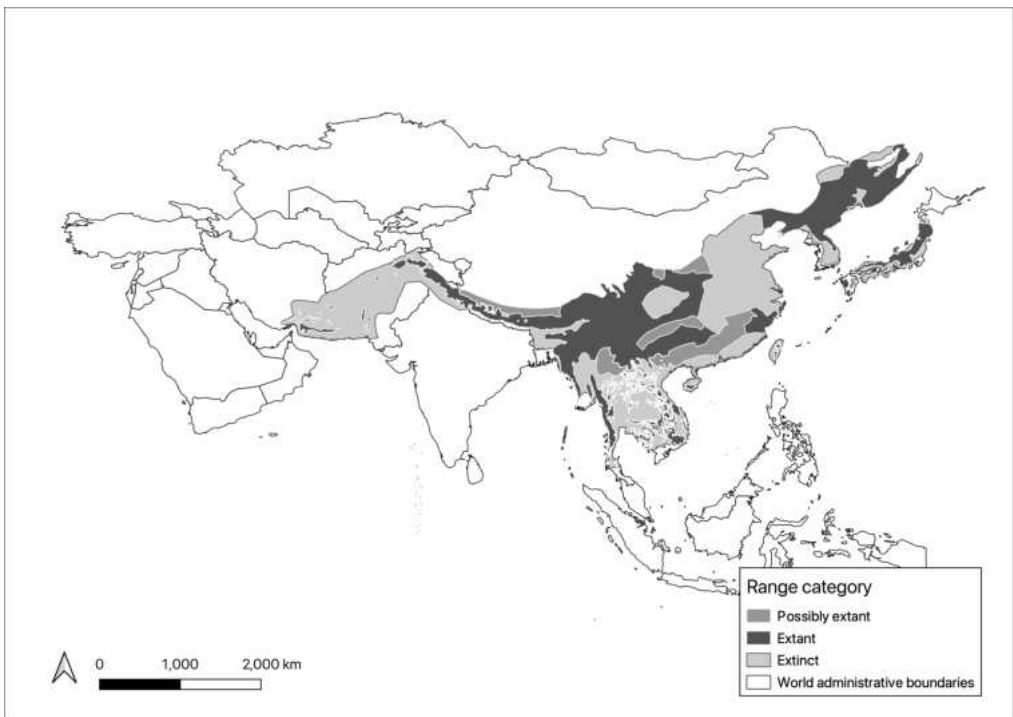 Range category
Possibly extant
Extant
Extinct
World administrative boundaries
0 1,000 2,000 km